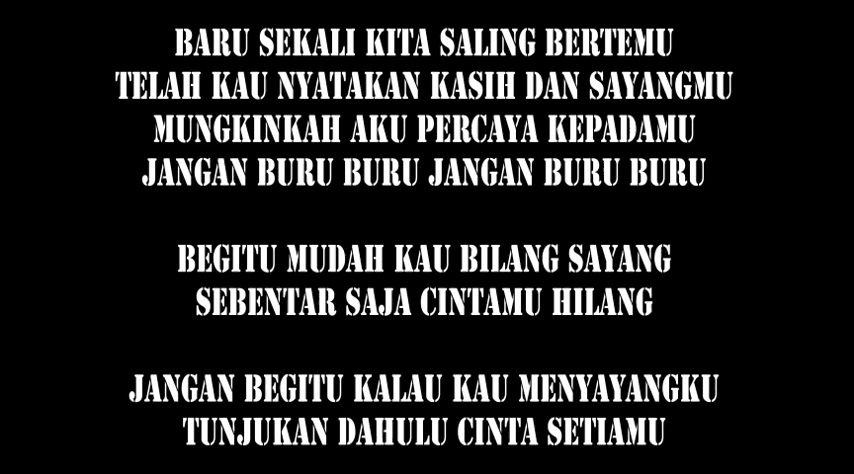 BARU SEKALI KITA SALING BERTEMU
TELAH KAU NYATAKAN KASIH DAN SAYANGMU
MUNGKINKAH AKU PERCAYA KEPADAMU
JANGAN BURU BURU JANGAN BURU BURU
BEGITU MUDAH KAU BILANG SAYANG
SEBENTAR SAJA CINTAMU HILANG
JANGAN BEGITU KALAU KAU MENYAYANGKU
TUNJUKAN DAHULU CINTA SETIAMU